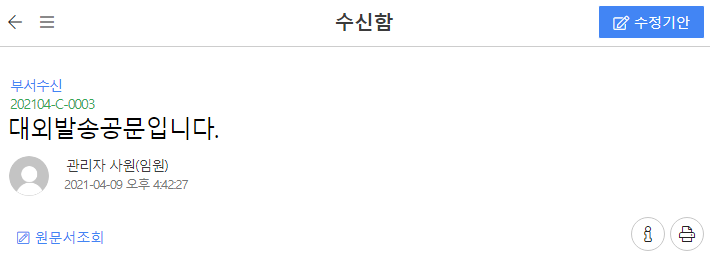 수신함
수정기안
부서수신
202104-C-0003
대외발송공문입니다.
관리자 사원(임원)
2021-04-09 오후 4:42:27
원문서조회